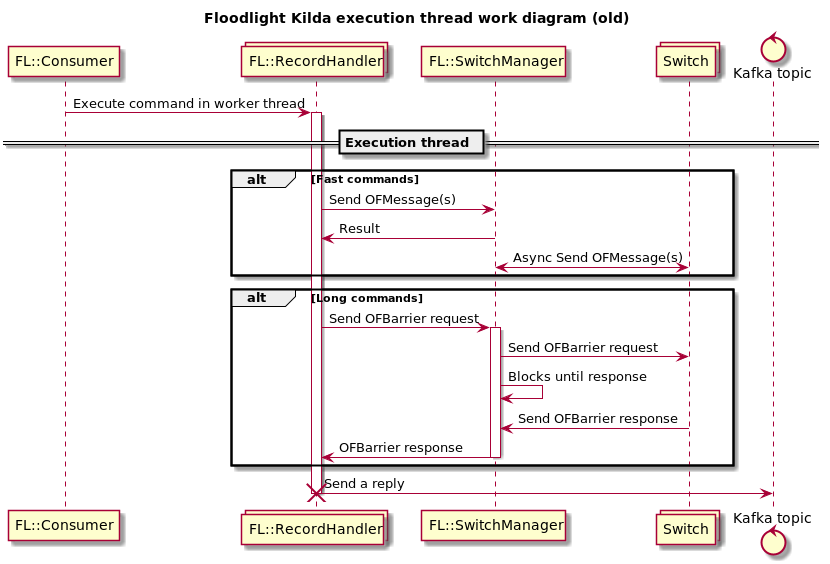 Floodlight Kilda execution thread work diagram (old)
FL::Consumer
FL::RecordHandler
FL::SwitchManager
Switch
Kafka topic
Execute command in worker thread
Execution thread
alt [Fast commands]
Send OFMessage(s)
Result
Async Send OFMessage(s)
alt [Long commands]
Send OFBarrier request
Send OFBarrier request
Blocks until response
Send OFBarrier response
OFBarrier response
Send a reply
FL::Consumer
FL::RecordHandler
FL::SwitchManager
Switch
Kafka topic